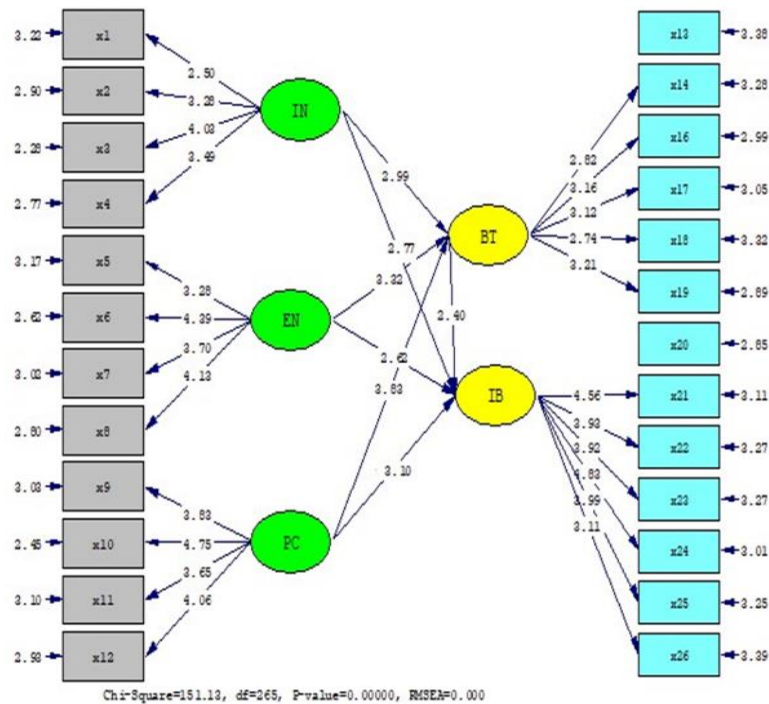 3.22 x1
2.90 x2
2.28 x3
2.77 x4
3.17 x5
2.62 x6
3.02 x7
2.80 x8
3.03 x9
2.45 x10
3.10 x11
2.98 x12
2.50
3.28
4.03
3.49
IN
3.28
4.39
3.70
4.13
EN
3.83
4.75
3.65
4.06
PC
2.99
2.77
3.32
2.62
3.83
3.10
2.40
BT
IB
2.82
3.16
3.12
2.74
3.21
4.56
3.93
3.92
4.83
3.99
3.11
x13 3.38
x14 3.28
x16 2.99
x17 3.05
x18 3.32
x19 2.89
x20 2.85
x21 3.11
x22 3.27
x23 3.27
x24 3.01
x25 3.25
x26 3.39
Chi-Square=151.13, df=265, P-value=0.00000, RMSEA=0.000